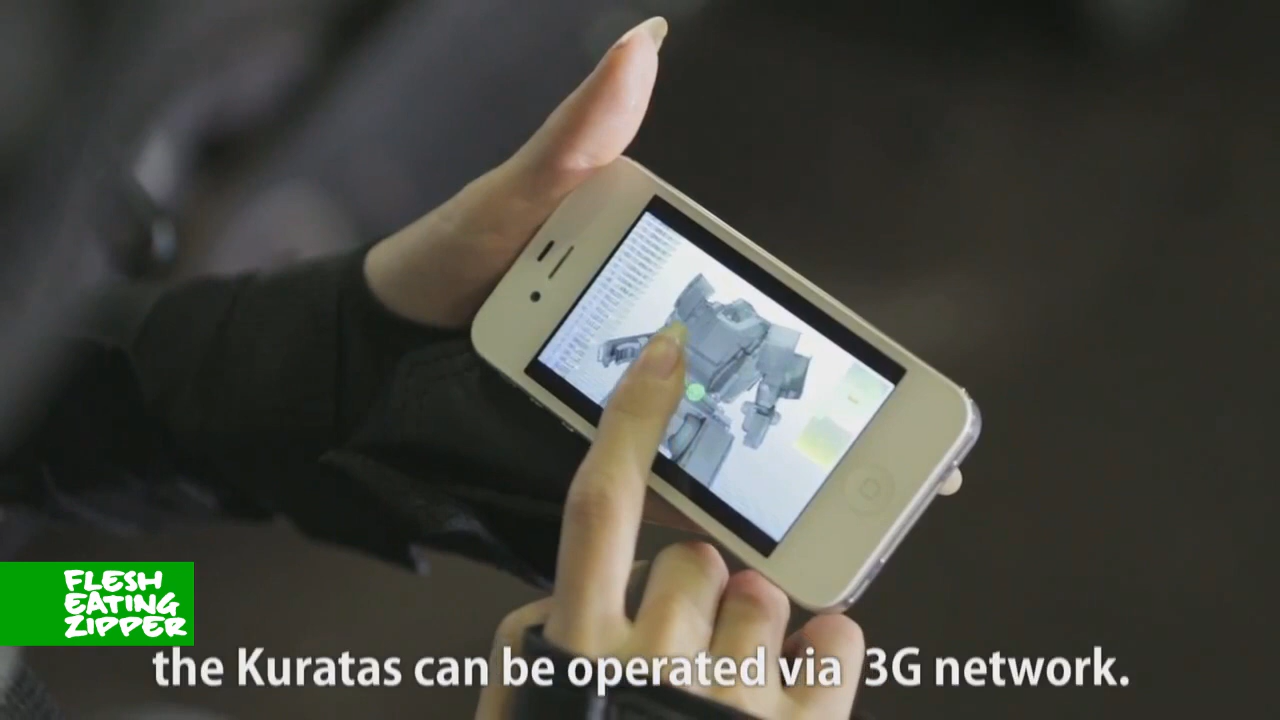 FLESH
EATING
ZIPPER
the Kuratas can be operated via 3G network.